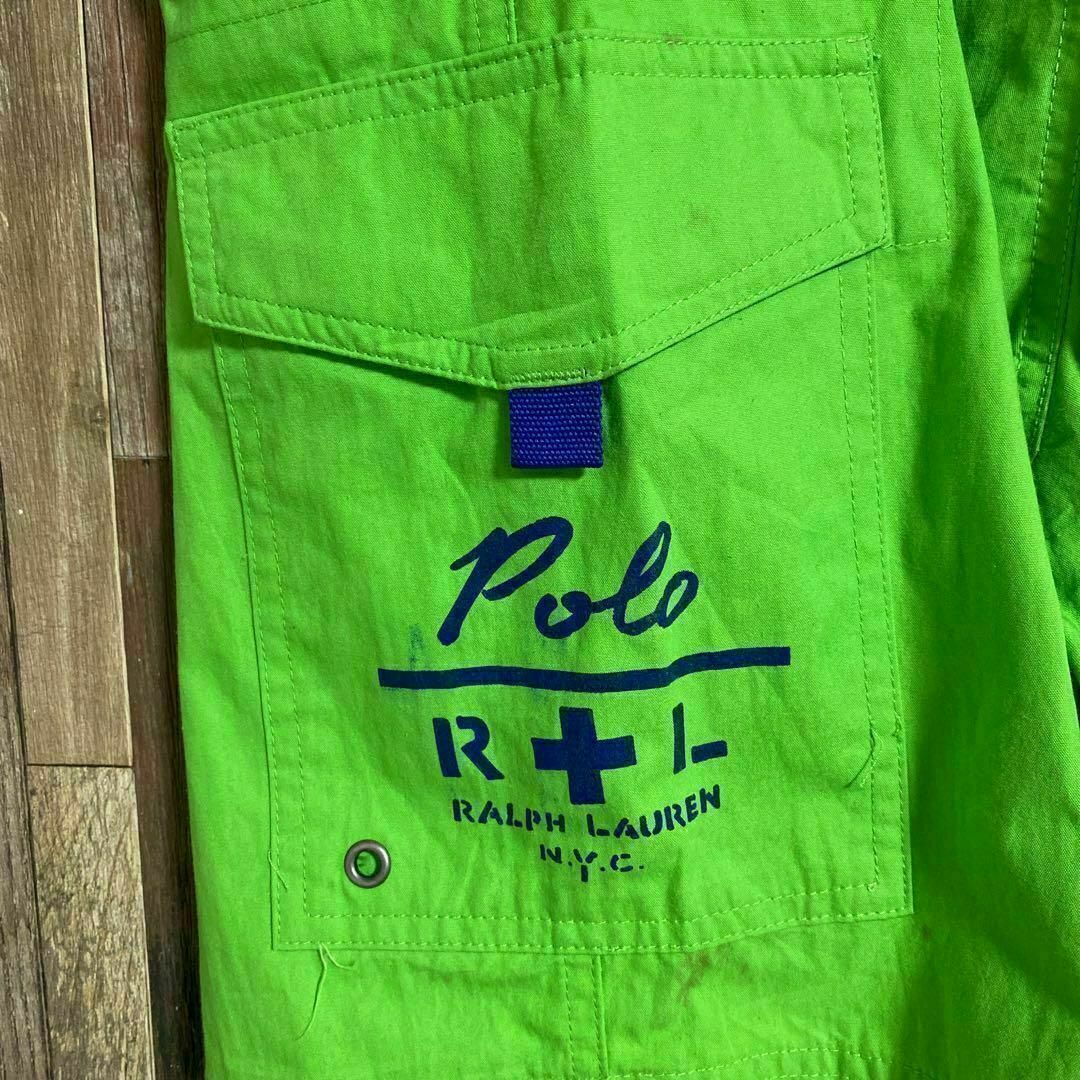 Polo
R+L
RALPH LAUREN
N.Y.C.